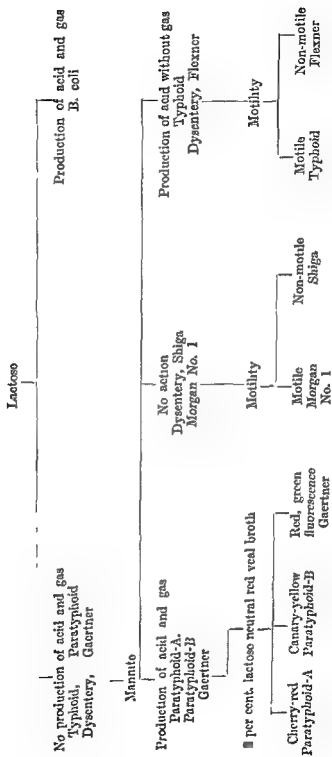 Lactoso
No production of acid and gas
Typhoid, Paratyphoid
Dysentery, Gaertner
Production of acid and gas
B. coli
Mannito
Production of acid and gas
Paratyphoid-A.
Paratyphoid-B
Gaertner
No action
Dysentery, Shiga
Morgan No. 1
Production of acid without gas
Typhoid
Dysentery, Flexner
per cent. lactoso neutral red veal broth
Motility
Motility
Cherry-red
Paratyphoid-A
Canary-yellow
Paratyphoid-B
Red, green
fluorescence
Gaertner
Motile
Morgan
No. 1
Non-motile
Shiga
Motile
Typhoid
Non-motile
Flexner